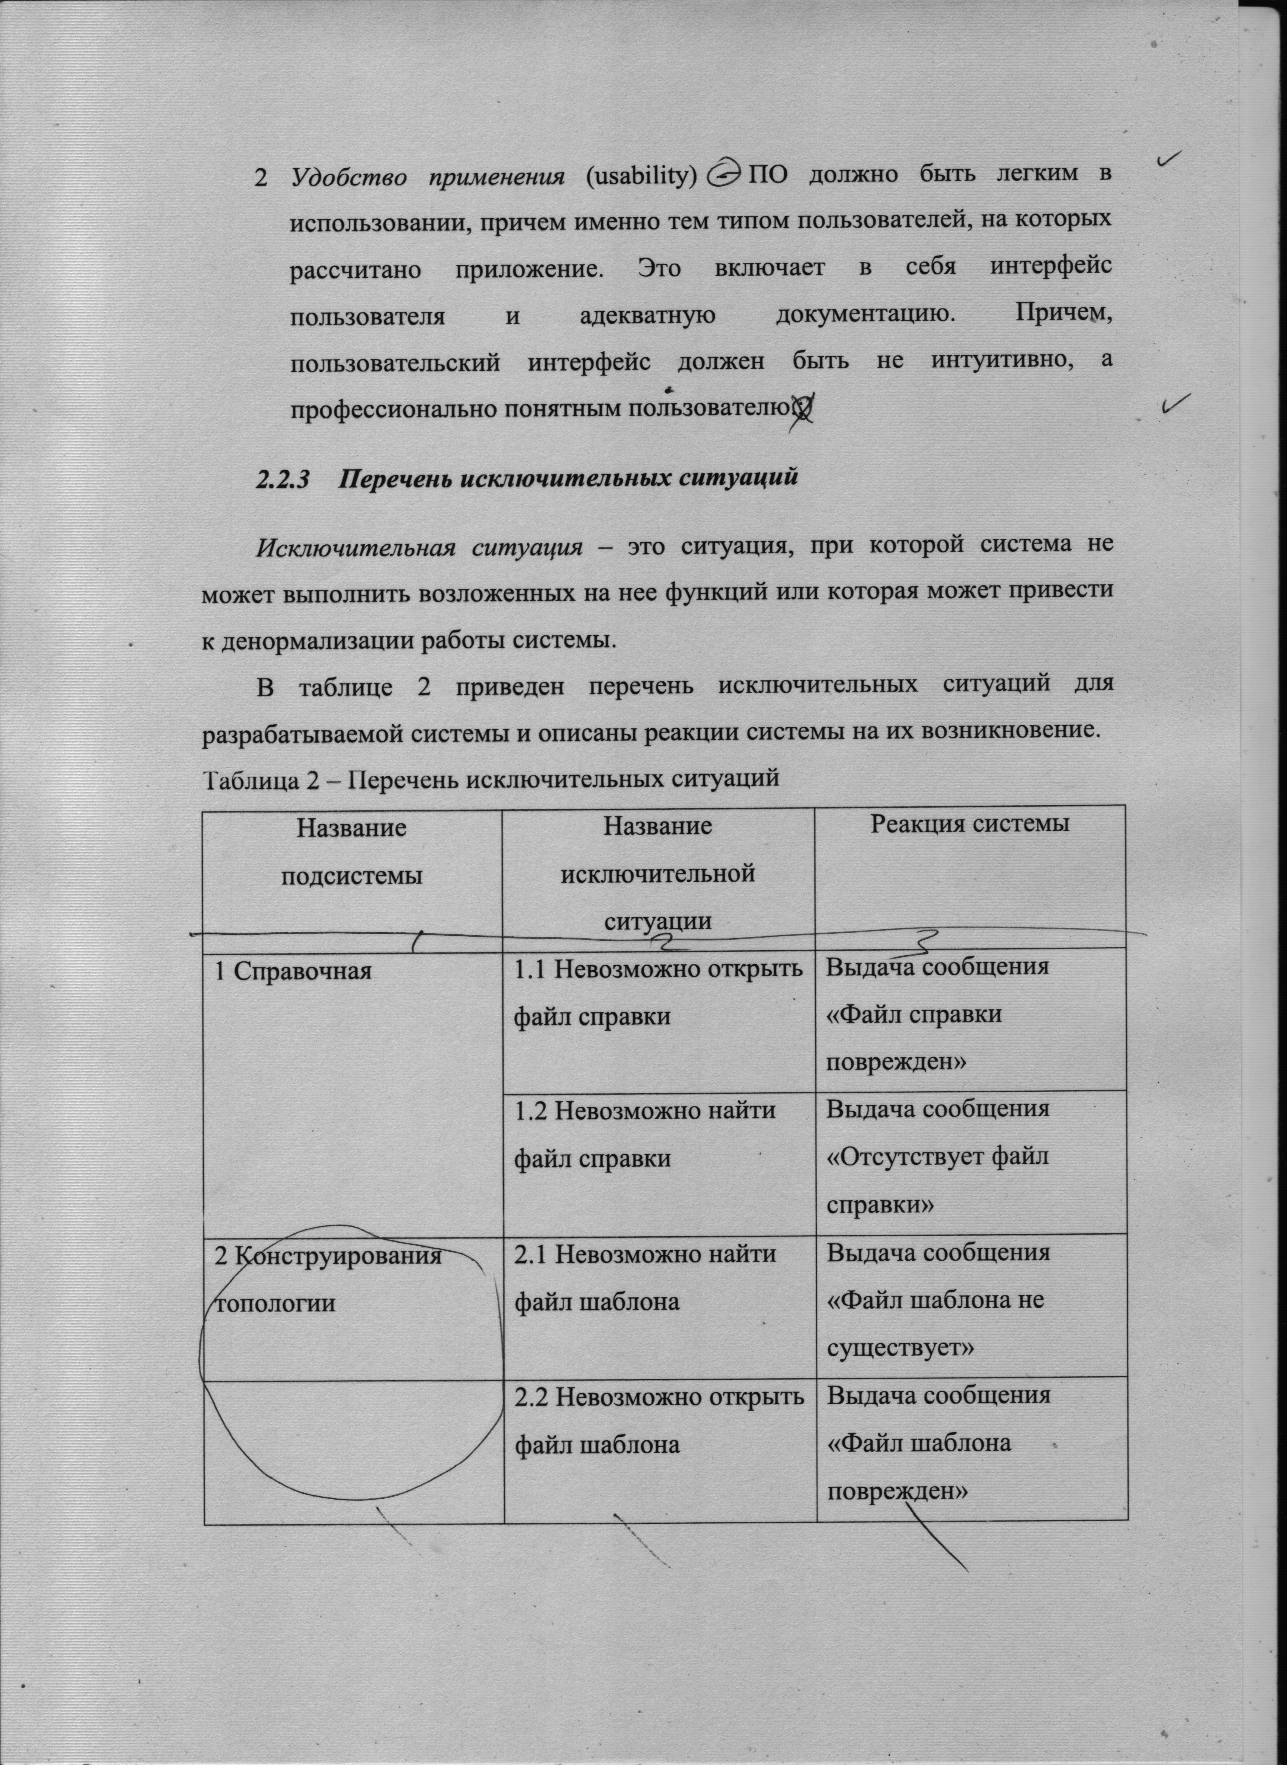 2 Удобство применения (usability) - ПО должно быть легким в
использовании, причем именно тем типом пользователей, на которых
рассчитано приложение. Это включает в себя интерфейс
пользователя и адекватную документацию. Причем,
пользовательский интерфейс должен быть не интуитивно, а
профессионально понятным пользователю
2.2.3 Перечень исключительных ситуаций
Исключительная ситуация – это ситуация, при которой система не
может выполнить возложенных на нее функций или которая может привести
к денормализации работы системы.
В таблице 2 приведен перечень исключительных ситуаций для
разрабатываемой системы и описаны реакции системы на их возникновение.
Таблица 2 – Перечень исключительных ситуаций
Название
подсистемы
Название
исключительной
ситуации
Реакция системы
1
2
3
1 Справочная
1.1 Невозможно открыть
файл справки
Выдача сообщения
«Файл справки
поврежден»
1.2 Невозможно найти
файл справки
Выдача сообщения
«Отсутствует файл
справки»
2 Конструирования
топологии
2.1 Невозможно найти
файл шаблона
Выдача сообщения
«Файл шаблона не
существует»
2.2 Невозможно открыть
файл шаблона
Выдача сообщения
«Файл шаблона
поврежден»